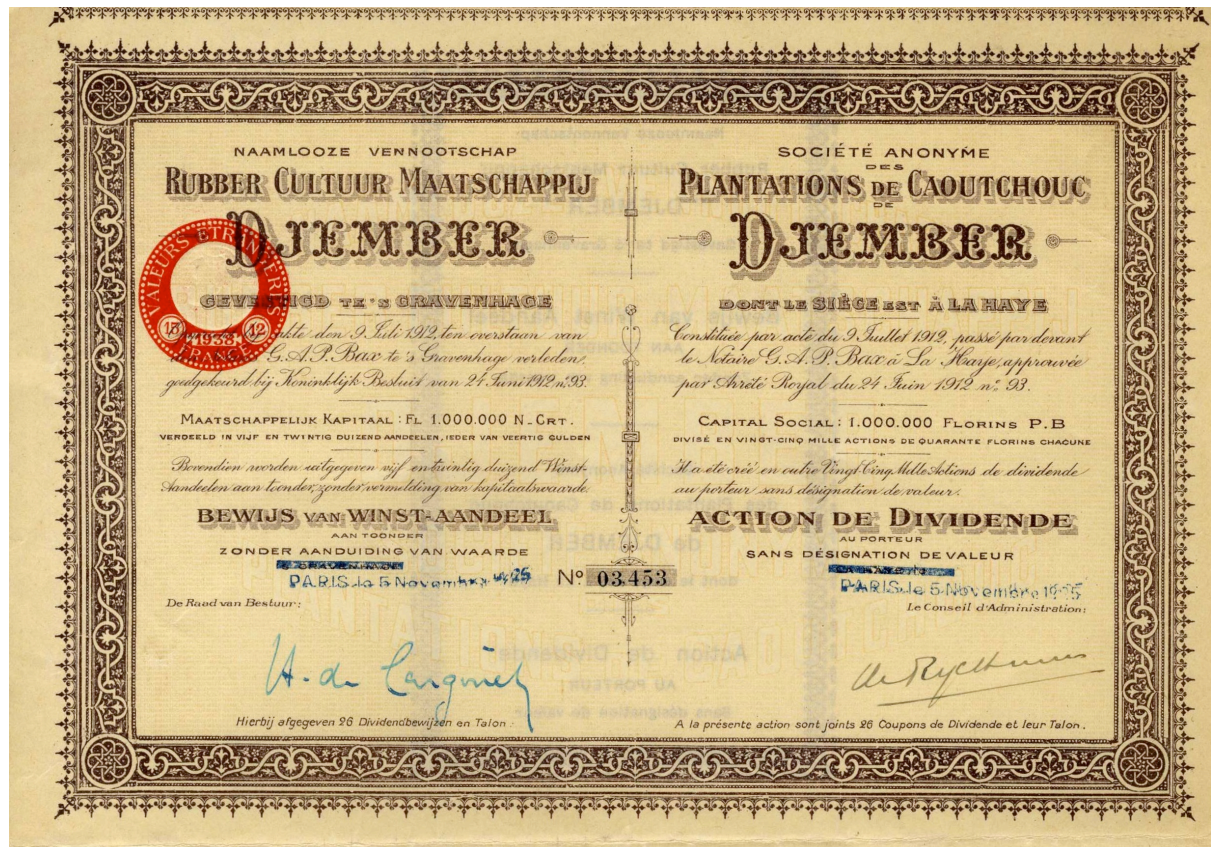 NAAMLOOZE VENNOOTSCHAP
RUBBER CULTUUR MAATSCHAPPIJ
DJEMBER
GEVESTIGD TE 'S GRAVENHAGE
akte den 9 Juli 1912, ten overstaan van
G. A. P. Bax te 's Gravenhage verleden,
goedgekeurd bij Koninklijk Besluit van 24 Juni 1912 nº 93.
MAATSCHAPPELIJK KAPITAAL : FL 1.000.000 N. CRT.
VERDEELD IN VIJF EN TWINTIG DUIZEND AANDEELEN, IEDER VAN VEERTIG GULDEN
Bovendien worden uitgegeven vijf en twintig duizend Winst-
Aandeelen aan toonder, zonder vermelding van kapitaalswaarde.
BEWIJS VAN WINST-AANDEEL
AAN TOONDER
ZONDER AANDUIDING VAN WAARDE
PARIS, le 5 Novembre 1925
De Raad van Bestuur:
Hierbij afgegeven 26 Dividendbewijzen en Talon.
VALEURS ETRANGERES
1938
FRANCE
Nº 03.453
SOCIÉTÉ ANONYME
DES
PLANTATIONS DE CAOUTCHOUC
DE
DJEMBER
DONT LE SIÈGE EST À LA HAYE
Constituée par acte du 9 Juillet 1912, passé par devant
le Notaire G. A. P. Bax à La Haye, approuvée
par Arrêté Royal du 24 Juin 1912 nº 93.
CAPITAL SOCIAL : 1.000.000 FLORINS P.B
DIVISÉ EN VINGT-CINQ MILLE ACTIONS DE QUARANTE FLORINS CHACUNE
Il a été créé en outre Vingt Cinq Mille Actions de dividende
au porteur sans désignation de valeur.
ACTION DE DIVIDENDE
AU PORTEUR
SANS DÉSIGNATION DE VALEUR
PARIS, le 5 Novembre 1925
Le Conseil d'Administration:
A la présente action sont joints 26 Coupons de Dividende et leur Talon.